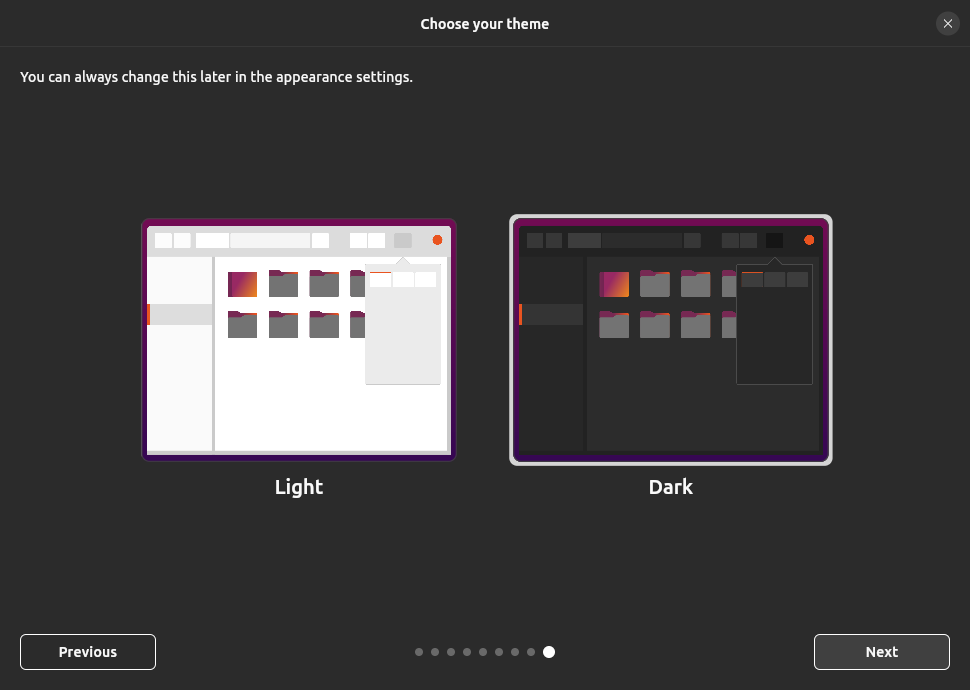 Choose your theme
You can always change this later in the appearance settings.
Light
Dark
Previous
Next